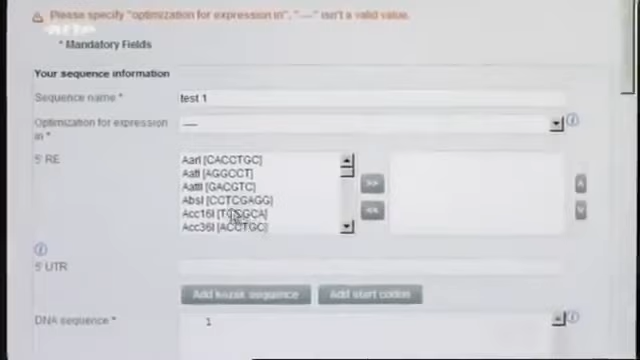 Please specify "optimization for expression in", "----" isn't a valid value.
arte
* Mandatory Fields
Your sequence information
Sequence name * test 1
Optimization for expression in * ----
5' RE
AarI [CACCTGC]
AatI [AGGCCT]
AatII [GACGTC]
AbsI [CCTCGAGG]
Acc16I [TGCGCA]
Acc36I [ACCTGC]
>>
<<
5' UTR
Add kozak sequence Add start codon
DNA sequence * 1